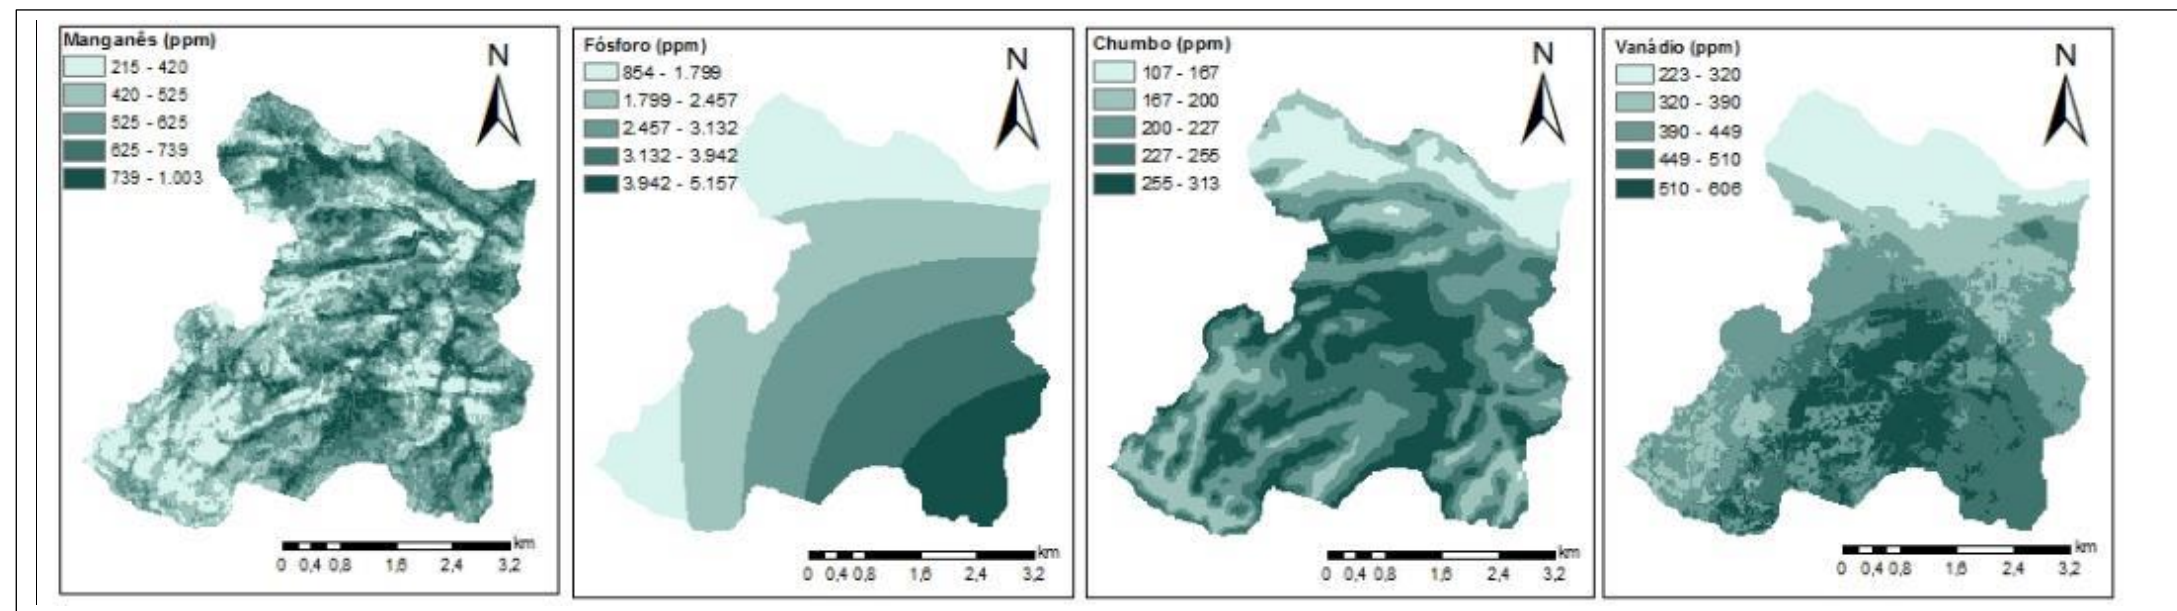 Manganês (ppm)
N
215 - 420
420 - 525
525 - 625
625 - 739
739 - 1.003
km
0 0,4 0,8 1,6 2,4 3,2
Fósforo (ppm)
N
854 - 1.799
1.799 - 2.457
2.457 - 3.132
3.132 - 3.942
3.942 - 5.157
km
0 0,4 0,8 1,6 2,4 3,2
Chumbo (ppm)
N
107 - 167
167 - 200
200 - 227
227 - 255
255 - 313
km
0 0,4 0,8 1,6 2,4 3,2
Vanádio (ppm)
N
223 - 320
320 - 390
390 - 449
449 - 510
510 - 606
km
0 0,4 0,8 1,6 2,4 3,2